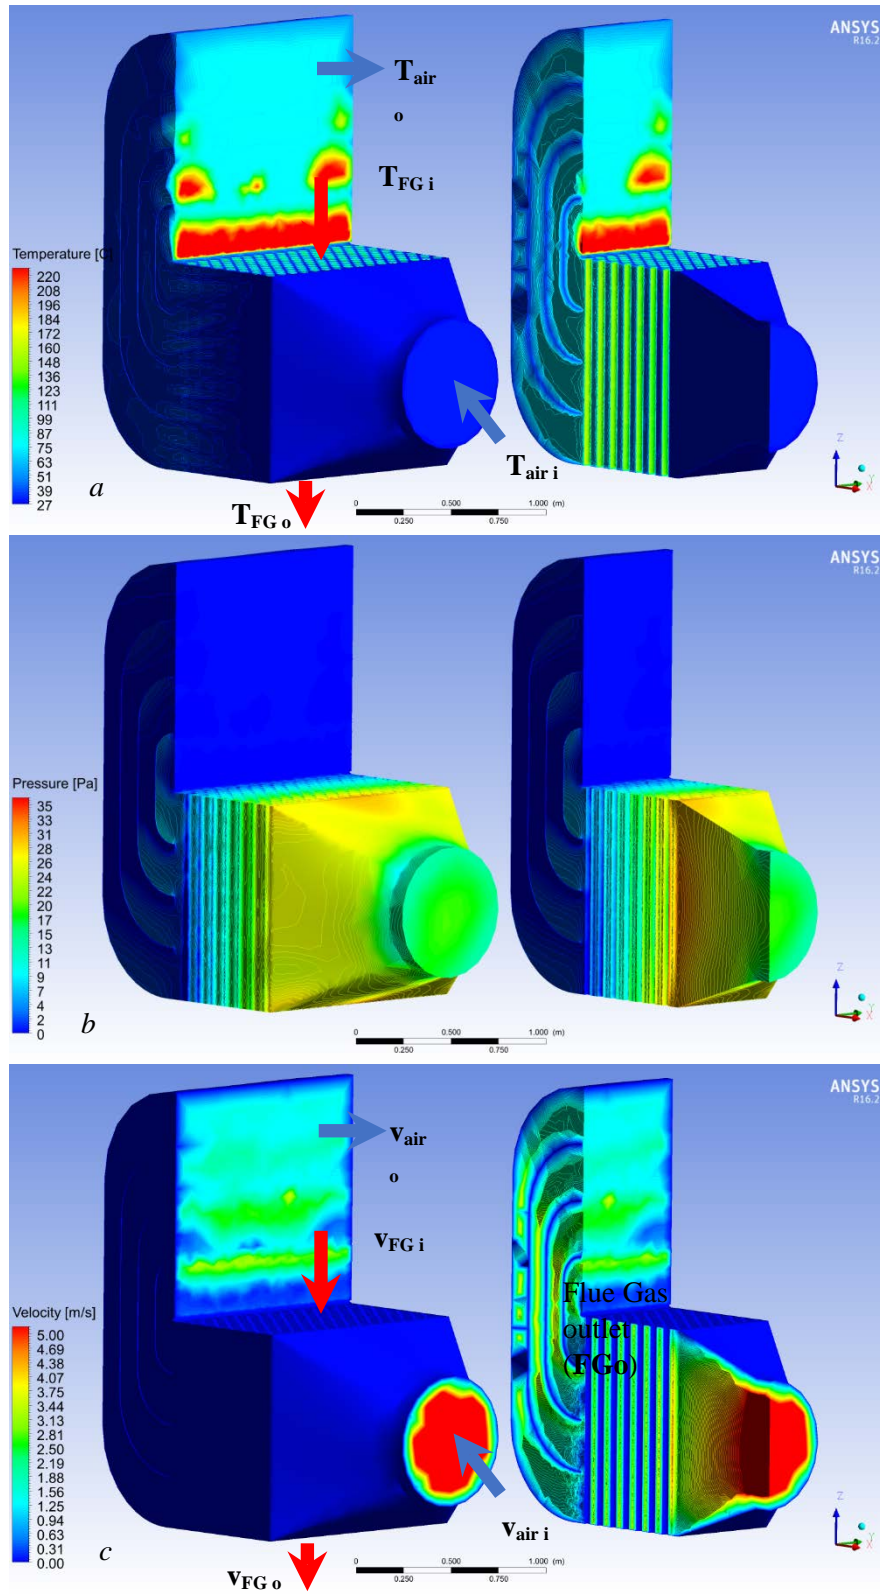 ANSYS
R16.2
T air
o
T FG i
Temperature [C]
220
208
196
184
172
160
148
136
123
111
99
87
75
63
51
39
27
T air i
a
T FG o
0 0.500 1.000 (m)
0.250 0.750
Z
Y
X
ANSYS
R16.2
Pressure [Pa]
35
33
31
28
26
24
22
20
17
15
13
11
9
7
4
2
0
b
0 0.500 1.000 (m)
0.250 0.750
Z
Y
X
ANSYS
R16.2
v air
o
v FG i
Flue Gas
outlet
(FGo)
Velocity [m/s]
5.00
4.69
4.38
4.07
3.75
3.44
3.13
2.81
2.50
2.19
1.88
1.56
1.25
0.94
0.63
0.31
0.00
v air i
c
v FG o
0 0.500 1.000 (m)
0.250 0.750
Z
Y
X